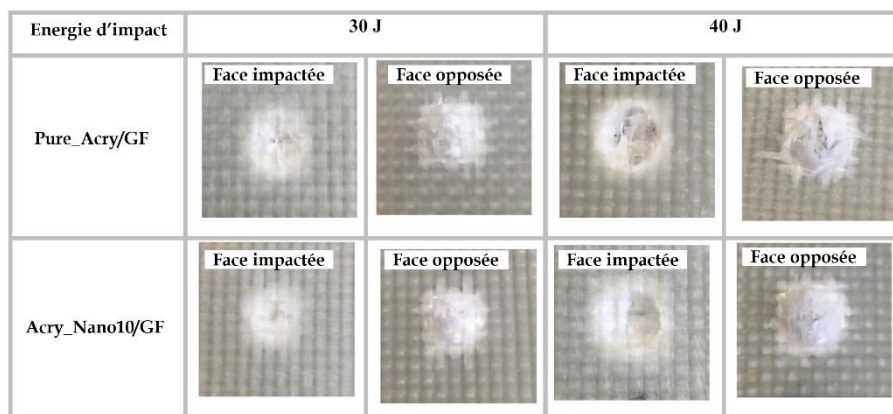 Energie d'impact
30 J
40 J
Pure_Acry/GF
Face impactée
Face opposée
Face impactée
Face opposée
Acry_Nano10/GF
Face impactée
Face opposée
Face impactée
Face opposée